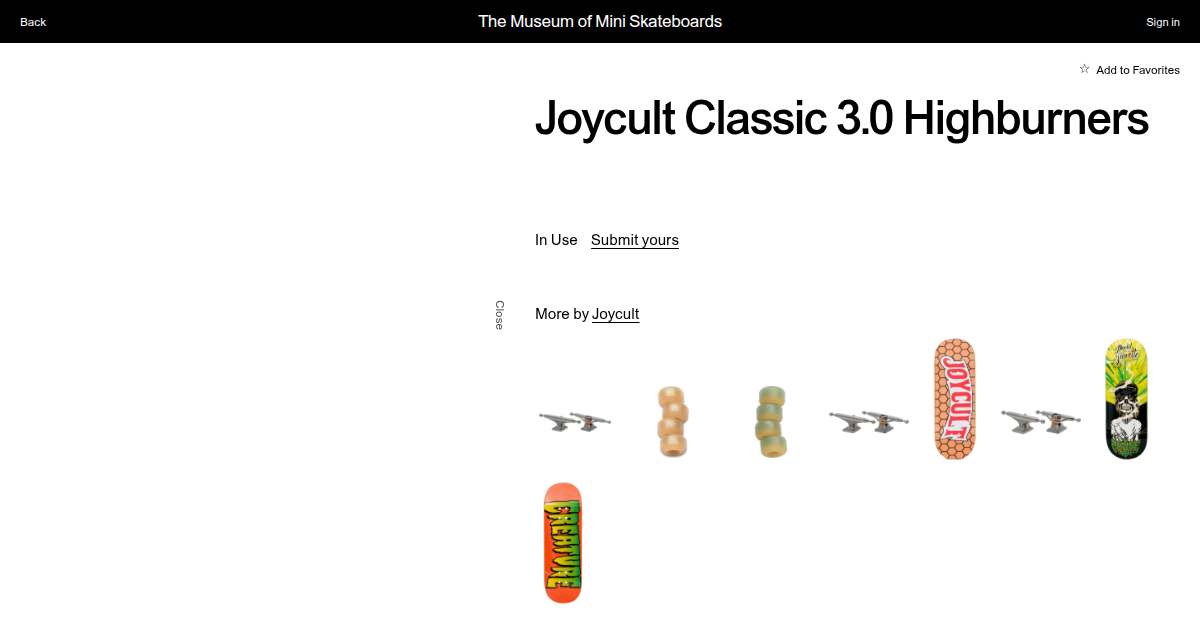 Back
The Museum of Mini Skateboards
Sign in
☆ Add to Favorites
Joycult Classic 3.0 Highburners
In Use Submit yours
Close
More by Joycult
JOYCULT
CREATURE